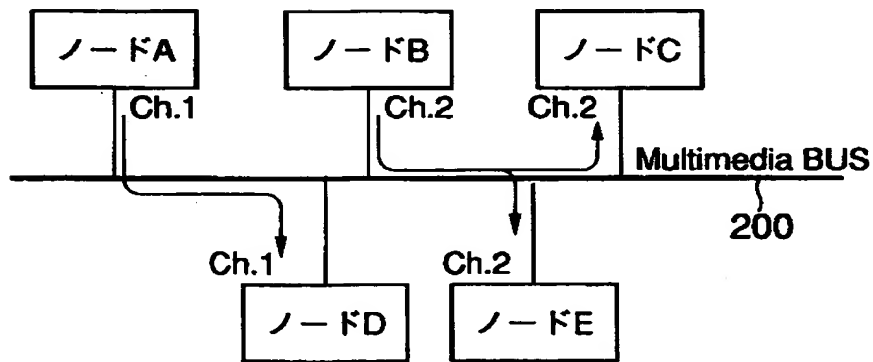 ノードA
ノードB
ノードC
Ch.1
Ch.2
Ch.2
Multimedia BUS
200
Ch.1
Ch.2
ノードD
ノードE